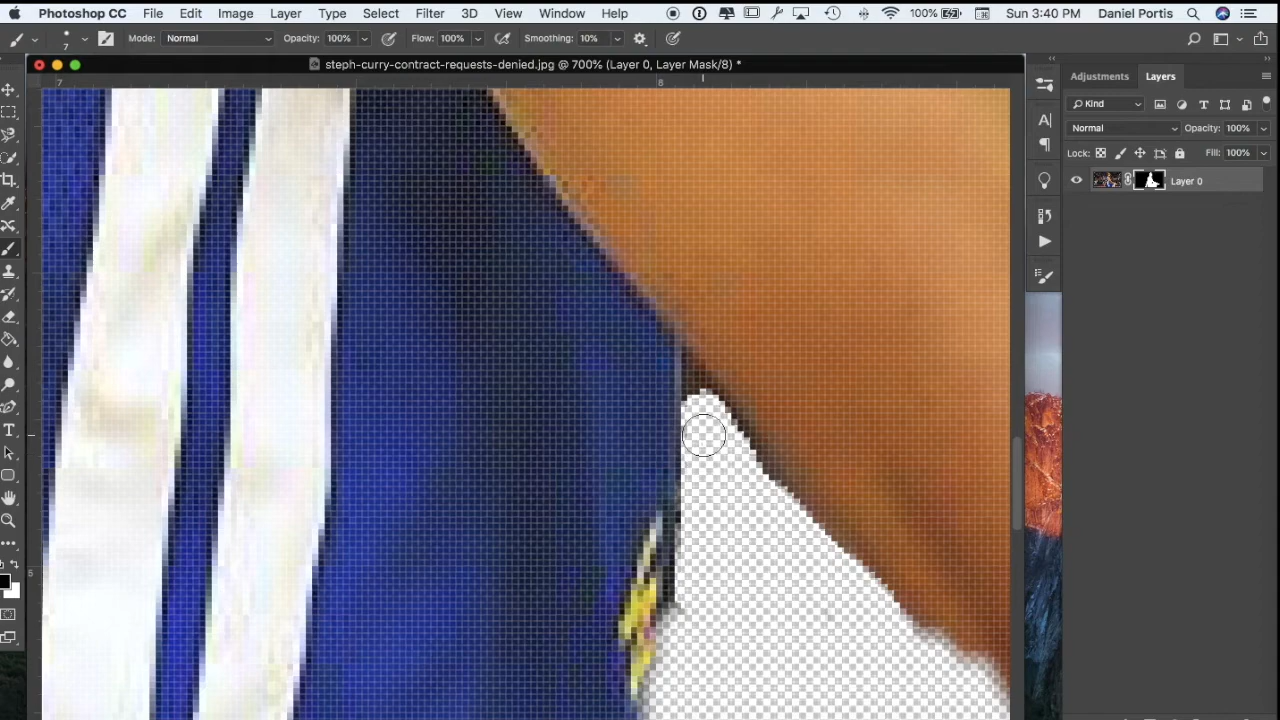 Photoshop CC File Edit Image Layer Type Select Filter 3D View Window Help 100% Sun 3:40 PM Daniel Portis
7 Mode: Normal Opacity: 100% Flow: 100% Smoothing: 10%
steph-curry-contract-requests-denied.jpg @ 700% (Layer 0, Layer Mask/8) *
7 8
5
Adjustments Layers
Kind
Normal Opacity: 100%
Lock: Fill: 100%
Layer 0